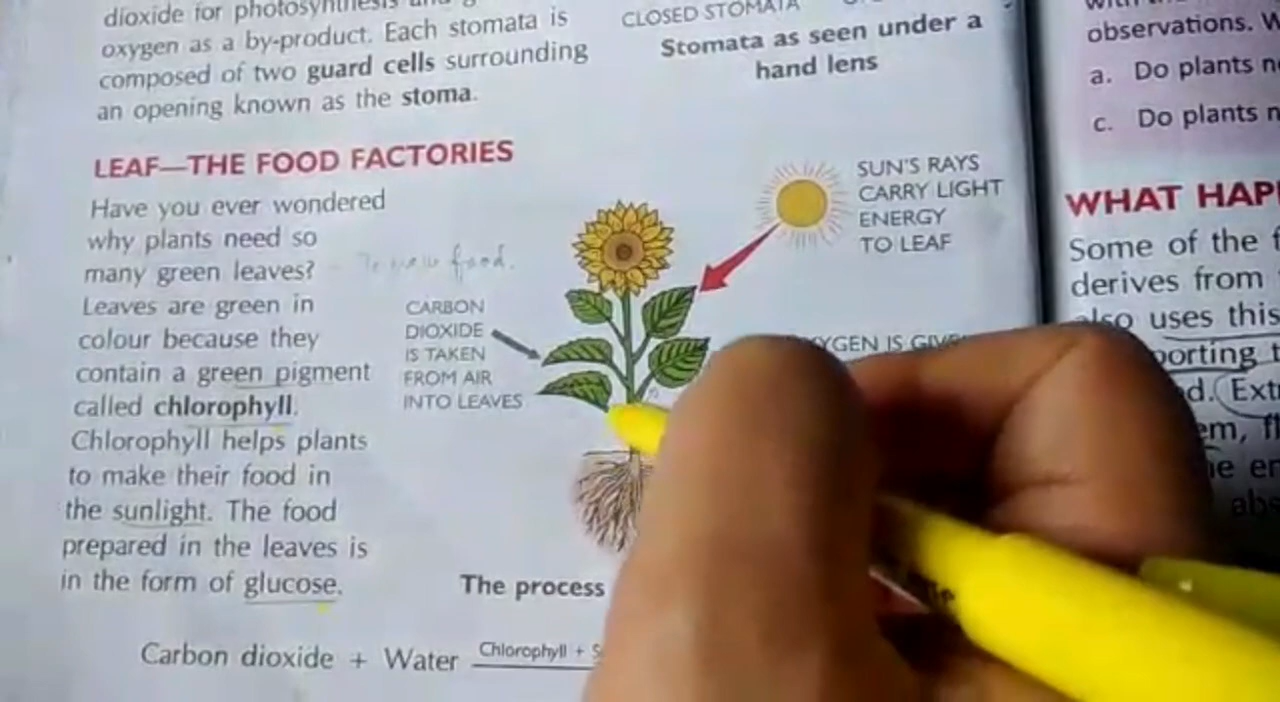 dioxide for photosynthesis and
oxygen as a by-product. Each stomata is
composed of two guard cells surrounding
an opening known as the stoma.
CLOSED STOMATA
Stomata as seen under a
hand lens
LEAF—THE FOOD FACTORIES
Have you ever wondered
why plants need so
many green leaves?
Leaves are green in
colour because they
contain a green pigment
called chlorophyll.
Chlorophyll helps plants
to make their food in
the sunlight. The food
prepared in the leaves is
in the form of glucose.
food.
SUN'S RAYS
CARRY LIGHT
ENERGY
TO LEAF
CARBON
DIOXIDE
IS TAKEN
FROM AIR
INTO LEAVES
IS
The process
Carbon dioxide + Water Chlorophyll +
observations.
a. Do plants
c. Do plants
WHAT
Some of the
derives from
also uses this